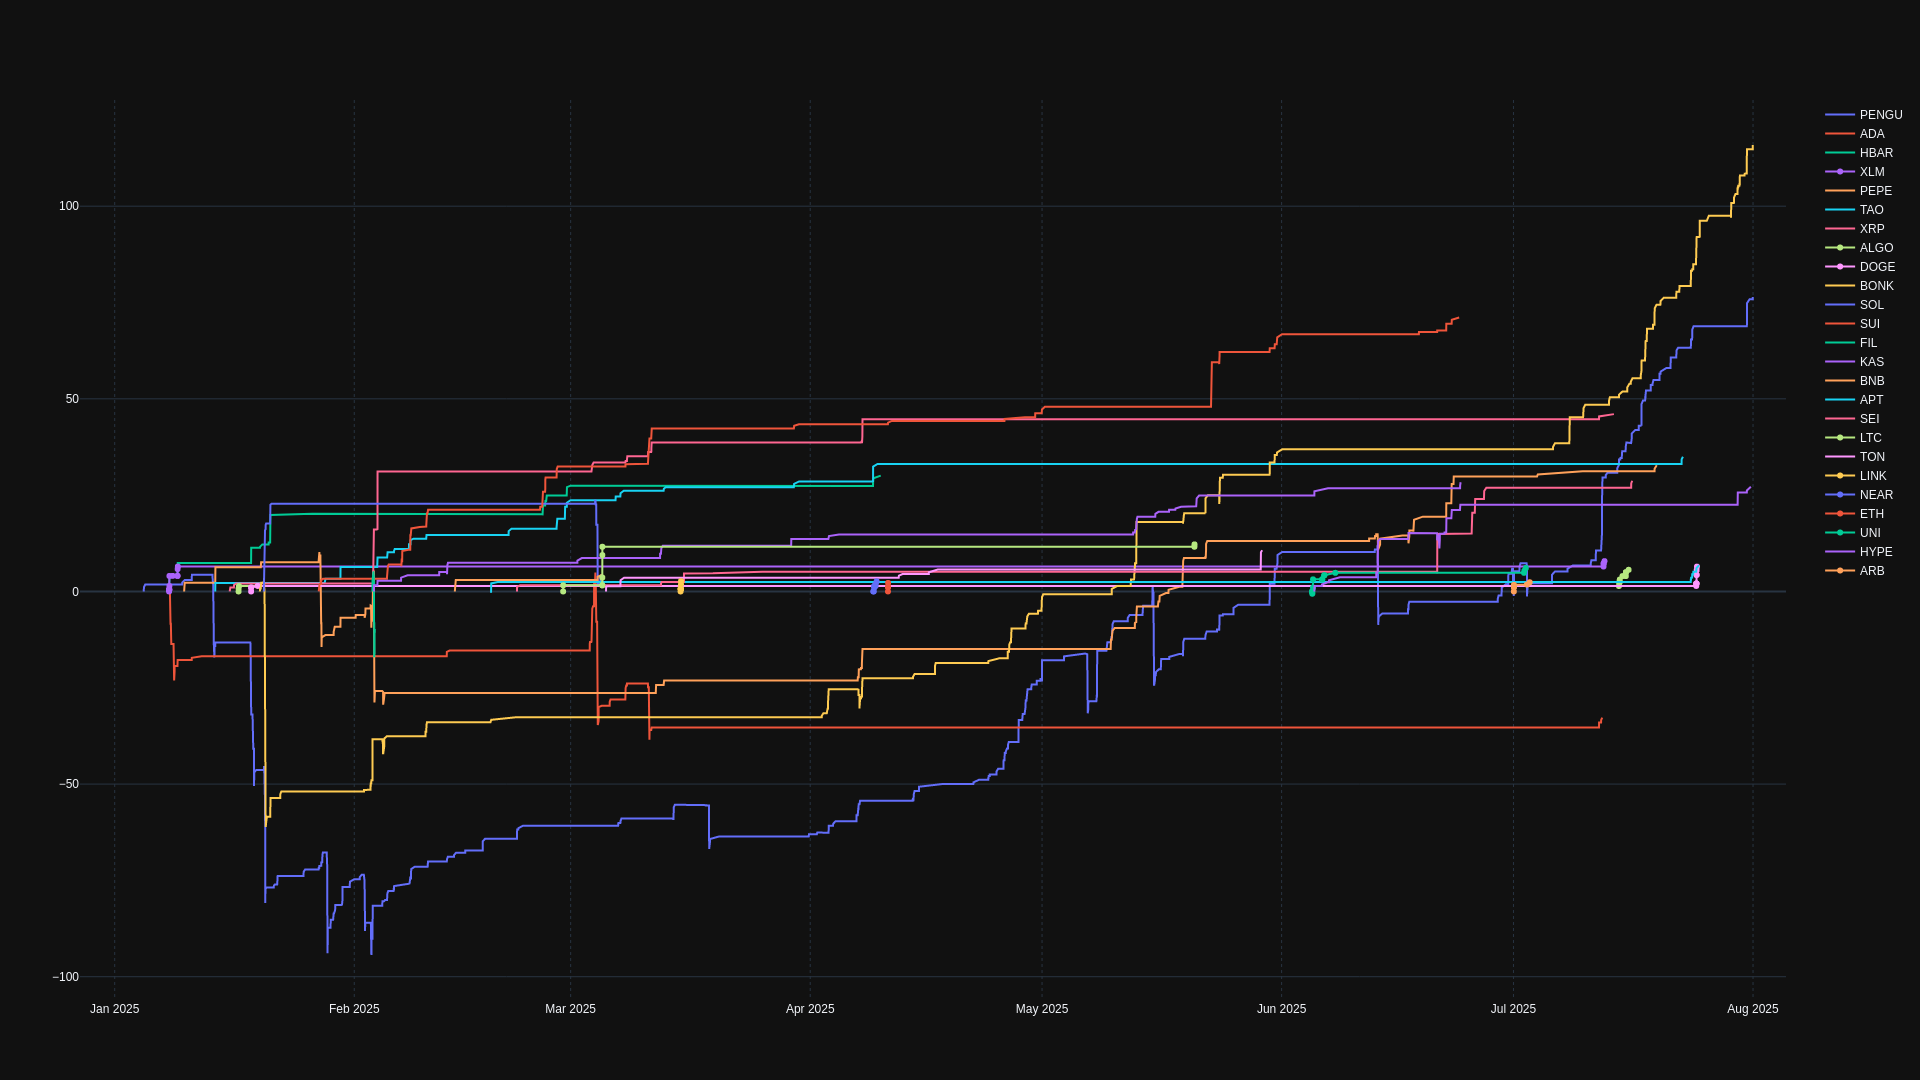 100
50
0
−50
−100
Jan 2025
Feb 2025
Mar 2025
Apr 2025
May 2025
Jun 2025
Jul 2025
Aug 2025
PENGU
ADA
HBAR
XLM
PEPE
TAO
XRP
ALGO
DOGE
BONK
SOL
SUI
FIL
KAS
BNB
APT
SEI
LTC
TON
LINK
NEAR
ETH
UNI
HYPE
ARB